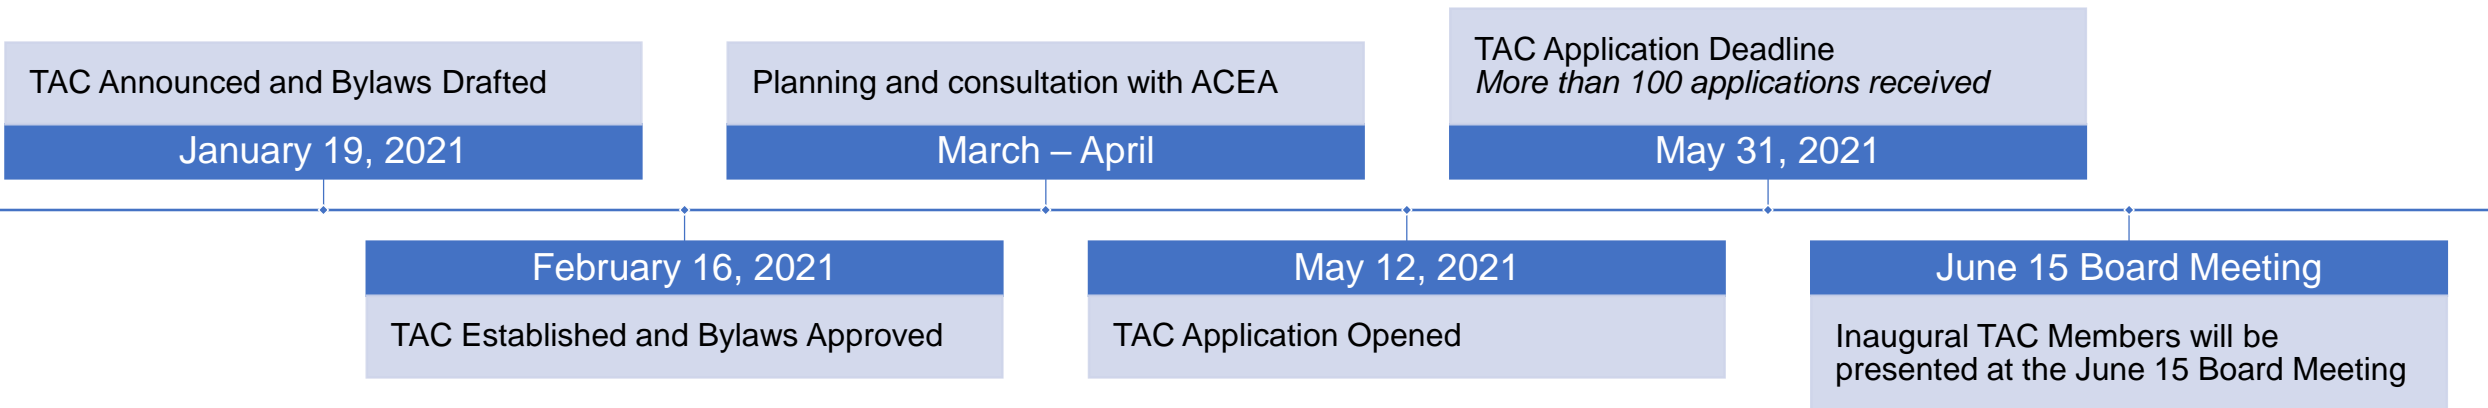 TAC Announced and Bylaws Drafted
January 19, 2021
February 16, 2021
TAC Established and Bylaws Approved
Planning and consultation with ACEA
March – April
May 12, 2021
TAC Application Opened
TAC Application Deadline
More than 100 applications received
May 31, 2021
June 15 Board Meeting
Inaugural TAC Members will be
presented at the June 15 Board Meeting